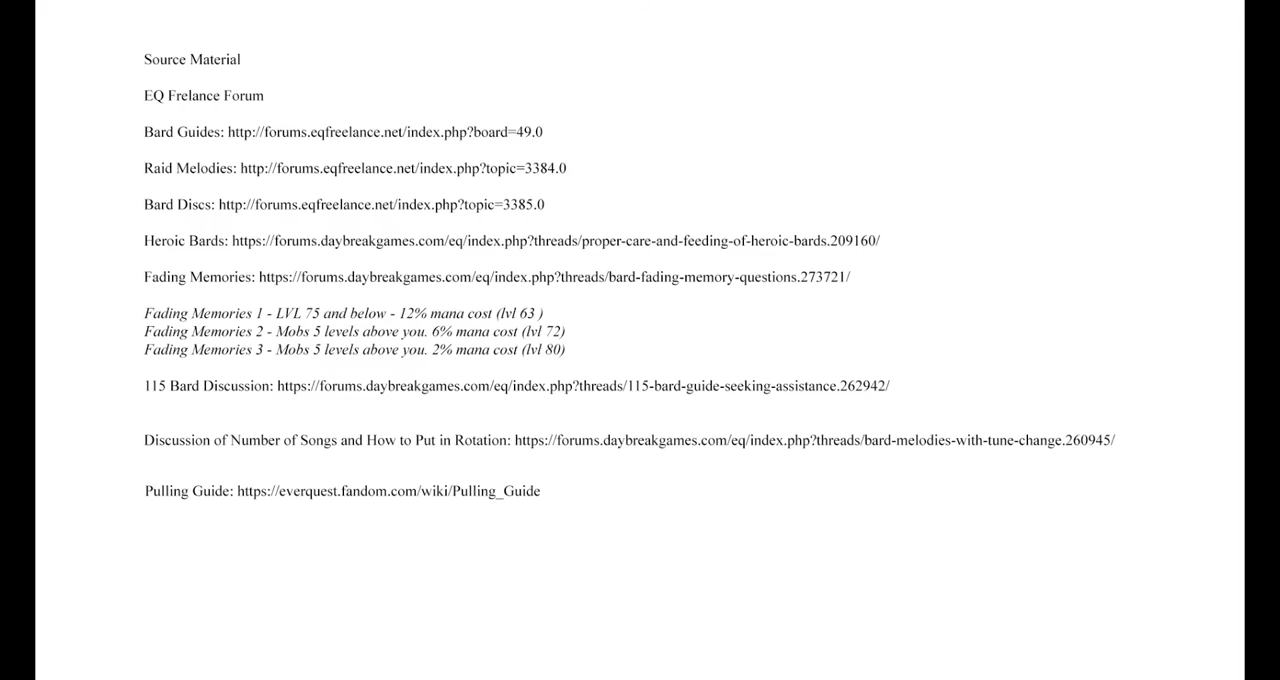 Source Material
EQ Frelance Forum
Bard Guides: http://forums.eqfreelance.net/index.php?board=49.0
Raid Melodies: http://forums.eqfreelance.net/index.php?topic=3384.0
Bard Discs: http://forums.eqfreelance.net/index.php?topic=3385.0
Heroic Bards: https://forums.daybreakgames.com/eq/index.php?threads/proper-care-and-feeding-of-heroic-bards.209160/
Fading Memories: https://forums.daybreakgames.com/eq/index.php?threads/bard-fading-memory-questions.273721/
Fading Memories 1 - LVL 75 and below - 12% mana cost (lvl 63 )
Fading Memories 2 - Mobs 5 levels above you. 6% mana cost (lvl 72)
Fading Memories 3 - Mobs 5 levels above you. 2% mana cost (lvl 80)
115 Bard Discussion: https://forums.daybreakgames.com/eq/index.php?threads/115-bard-guide-seeking-assistance.262942/
Discussion of Number of Songs and How to Put in Rotation: https://forums.daybreakgames.com/eq/index.php?threads/bard-melodies-with-tune-change.260945/
Pulling Guide: https://everquest.fandom.com/wiki/Pulling_Guide